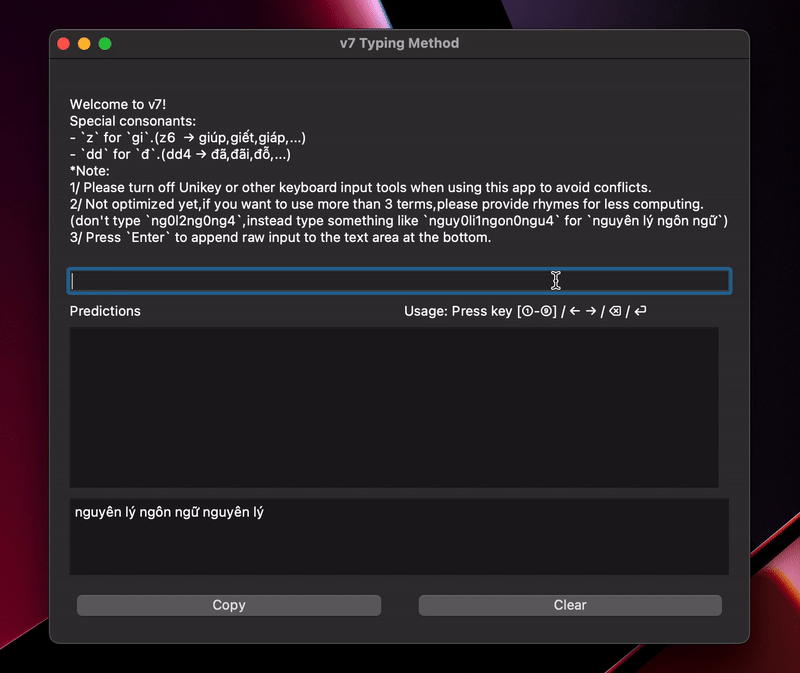 v7 Typing Method
Welcome to v7!
Special consonants:
- `z` for `gi`.(z6 → giúp,giết,giáp,...)
- `dd` for `đ`.(dd4 → đã,đãi,đỗ,...)
*Note:
1/ Please turn off Unikey or other keyboard input tools when using this app to avoid conflicts.
2/ Not optimized yet,if you want to use more than 3 terms,please provide rhymes for less computing.
(don't type `ng0l2ng0ng4`,instead type something like `nguy0li1ngon0ngu4` for `nguyên lý ngôn ngữ`)
3/ Press `Enter` to append raw input to the text area at the bottom.
Predictions Usage: Press key [①-⑨] / ← → / ⌫ / ↩
nguyên lý ngôn ngữ nguyên lý
Copy Clear